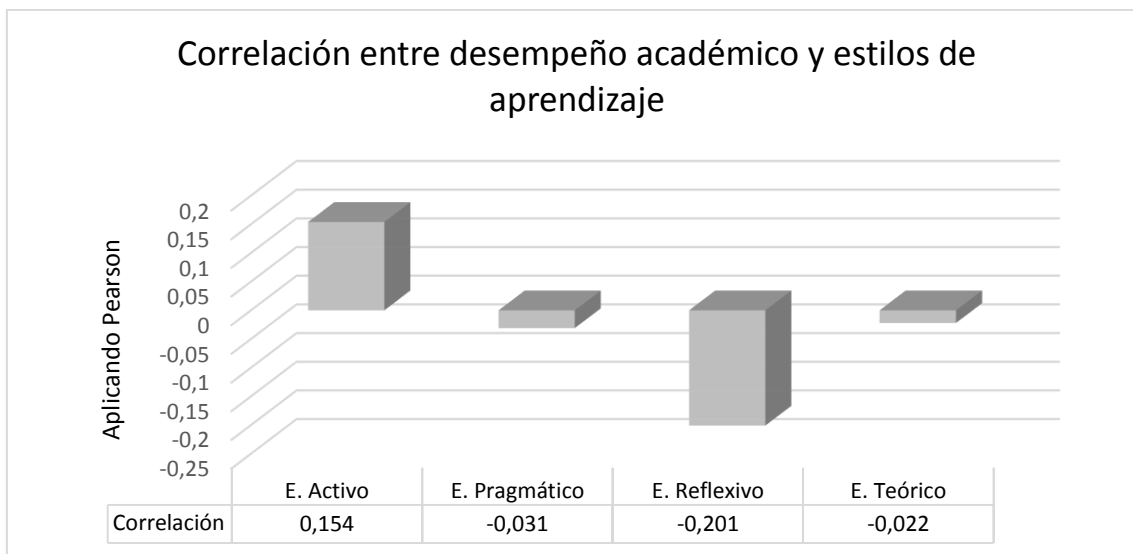 Correlación entre desempeño académico y estilos de
aprendizaje
Aplicando Pearson
0,2
0,15
0,1
0,05
0
-0,05
-0,1
-0,15
-0,2
-0,25
E. Activo E. Pragmático E. Reflexivo E. Teórico
Correlación 0,154 -0,031 -0,201 -0,022